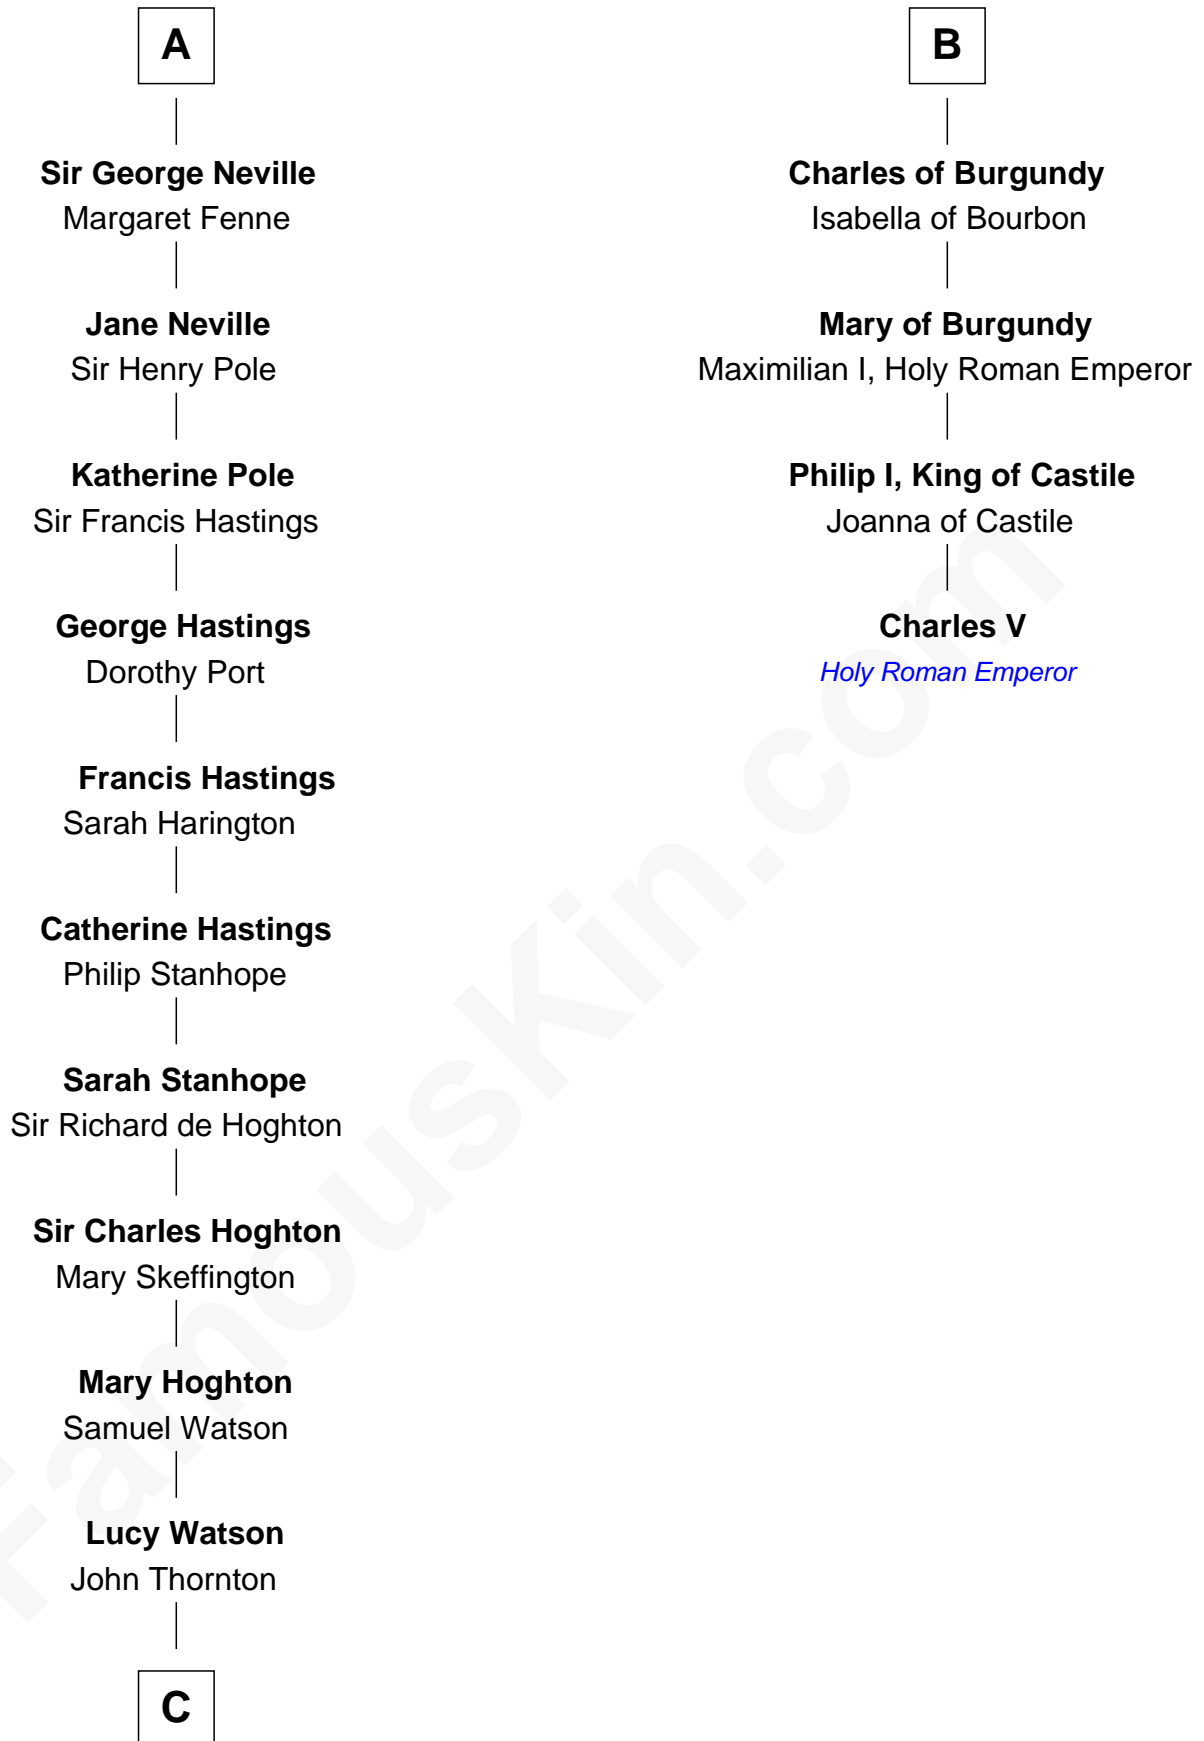 A
Sir George Neville
Margaret Fenne
Jane Neville
Sir Henry Pole
Katherine Pole
Sir Francis Hastings
George Hastings
Dorothy Port
Francis Hastings
Sarah Harington
Catherine Hastings
Philip Stanhope
Sarah Stanhope
Sir Richard de Hoghton
Sir Charles Hoghton
Mary Skeffington
Mary Hoghton
Samuel Watson
Lucy Watson
John Thornton
C
B
Charles of Burgundy
Isabella of Bourbon
Mary of Burgundy
Maximilian I, Holy Roman Emperor
Philip I, King of Castile
Joanna of Castile
Charles V
Holy Roman Emperor
FamousKin.com